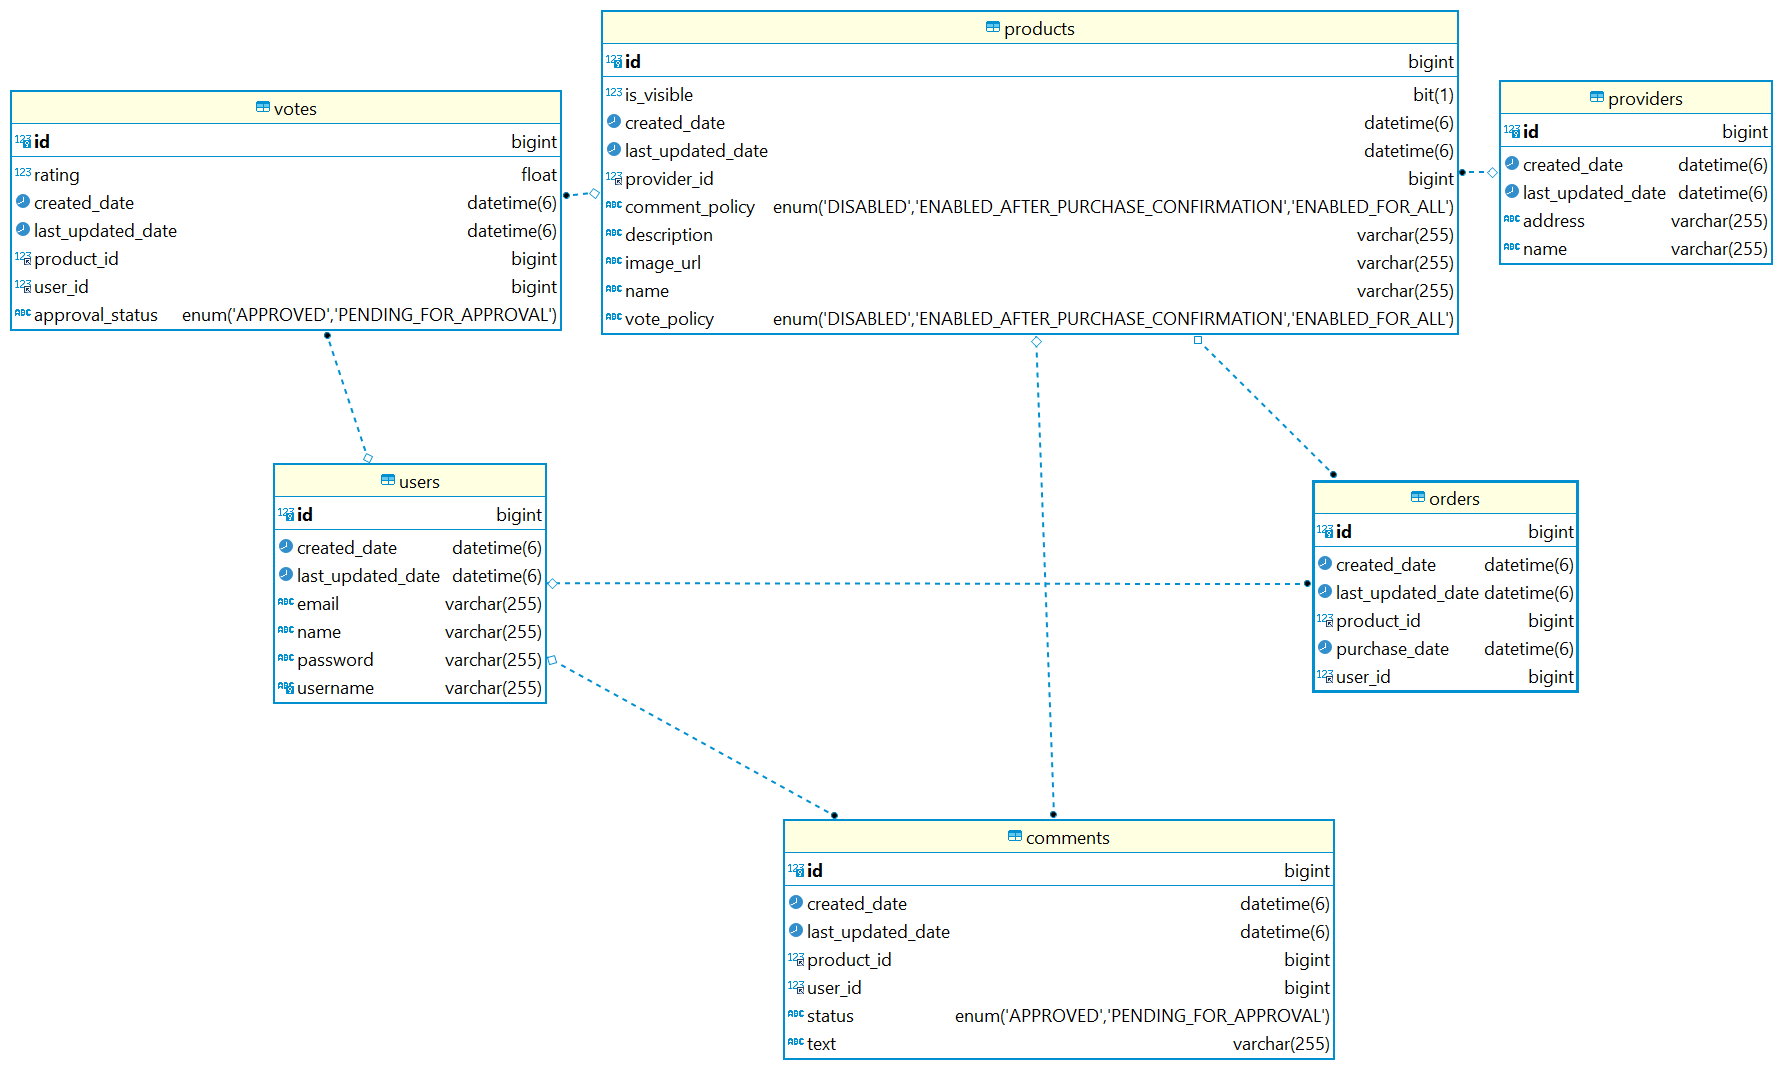 votes
id bigint
rating float
created_date datetime(6)
last_updated_date datetime(6)
product_id bigint
user_id bigint
approval_status enum('APPROVED','PENDING_FOR_APPROVAL')
products
id bigint
is_visible bit(1)
created_date datetime(6)
last_updated_date datetime(6)
provider_id bigint
comment_policy enum('DISABLED','ENABLED_AFTER_PURCHASE_CONFIRMATION','ENABLED_FOR_ALL')
description varchar(255)
image_url varchar(255)
name varchar(255)
vote_policy enum('DISABLED','ENABLED_AFTER_PURCHASE_CONFIRMATION','ENABLED_FOR_ALL')
providers
id bigint
created_date datetime(6)
last_updated_date datetime(6)
address varchar(255)
name varchar(255)
users
id bigint
created_date datetime(6)
last_updated_date datetime(6)
email varchar(255)
name varchar(255)
password varchar(255)
username varchar(255)
orders
id bigint
created_date datetime(6)
last_updated_date datetime(6)
product_id bigint
purchase_date datetime(6)
user_id bigint
comments
id bigint
created_date datetime(6)
last_updated_date datetime(6)
product_id bigint
user_id bigint
status enum('APPROVED','PENDING_FOR_APPROVAL')
text varchar(255)